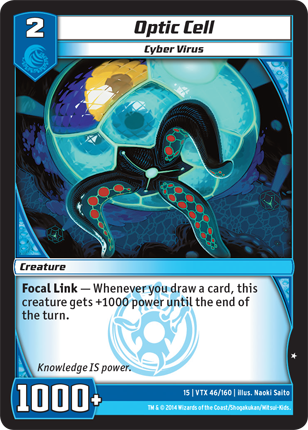 2
Optic Cell
Cyber Virus
Creature
Focal Link — Whenever you draw a card, this
creature gets +1000 power until the end of
the turn.
Knowledge IS power.
1000+
15 | VTX 46/160 | illus. Naoki Saito
TM & © 2014 Wizards of the Coast/Shogakukan/Mitsui-Kids.